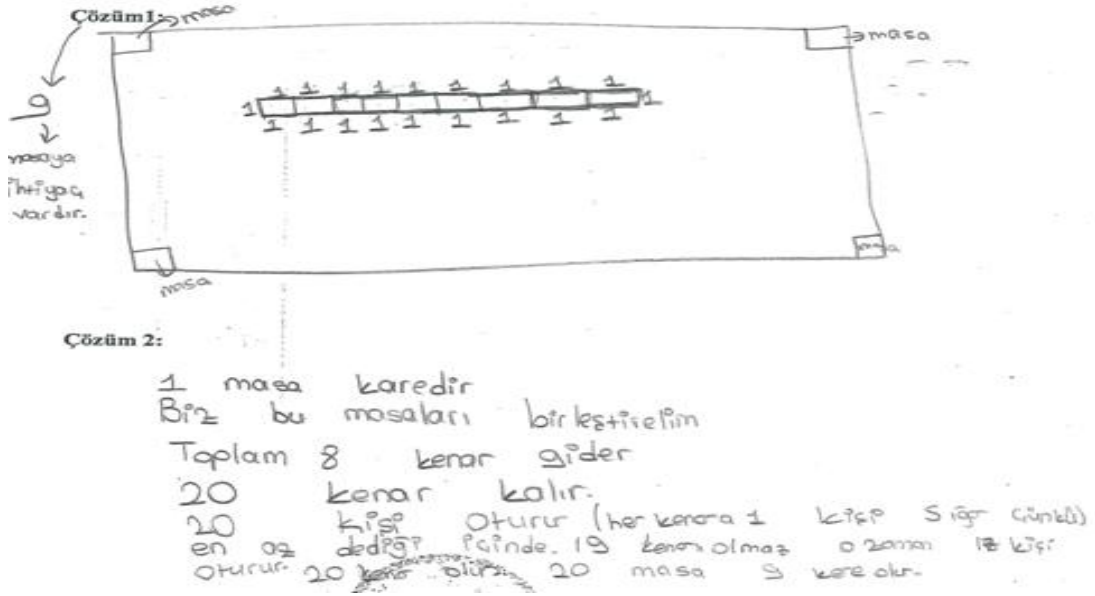 Çözüm1: masa
masa
1 1 1 1 1 1 1 1 1
1 1
1 1 1 1 1 1 1 1 1
9
masaya
ihtiyaç
vardır.
masa
masa
Çözüm 2:
1 masa karedir
Biz bu masaları birleştirelim
Toplam 8 kenar gider
20 kenar kalır.
20 kişi oturur (her kenara 1 kişi sığar çünkü)
en az dediği içinde. 19 kenar olmaz o zaman kişi
oturur. 20 kenar olur. 20 masa 9 kere olur.